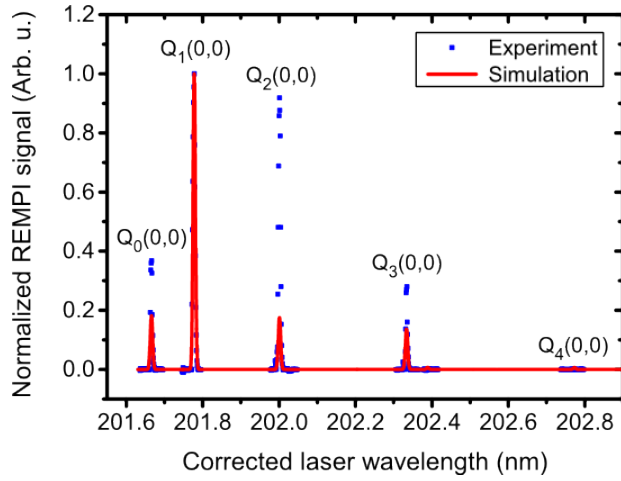 Normalized REMPI signal (Arb. u.)
1.2
1.0
0.8
0.6
0.4
0.2
0.0
Q₁(0,0)
Q₂(0,0)
Q₀(0,0)
Q₃(0,0)
Q₄(0,0)
Experiment
Simulation
201.6 201.8 202.0 202.2 202.4 202.6 202.8
Corrected laser wavelength (nm)